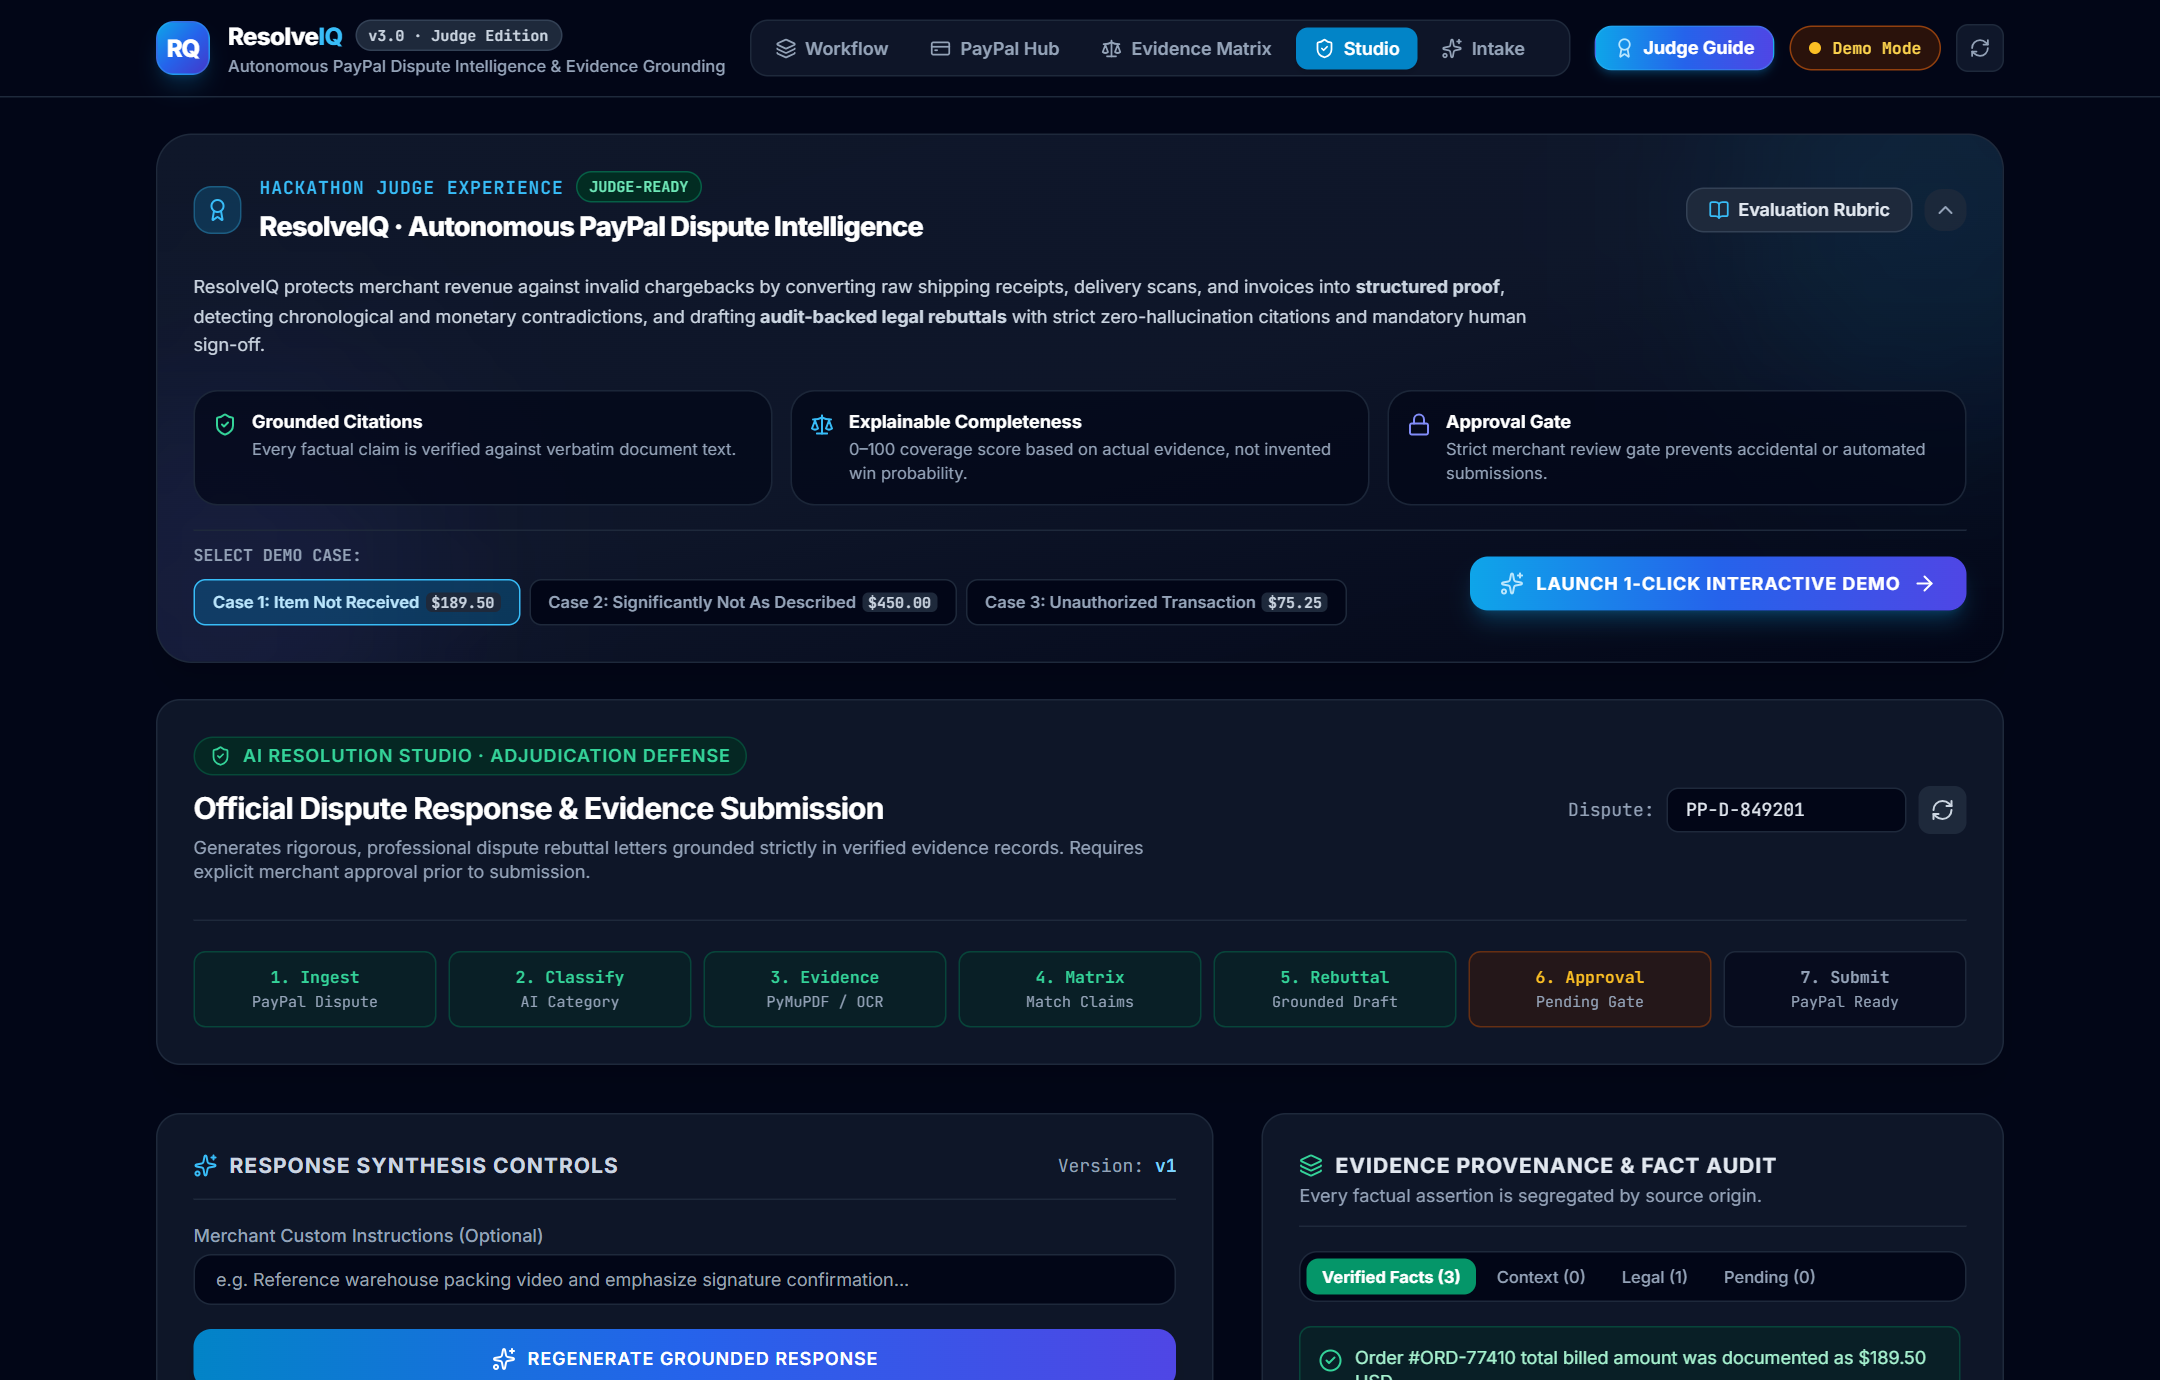 RQ
ResolveIQ v3.0 · Judge Edition
Autonomous PayPal Dispute Intelligence & Evidence Grounding
Workflow
PayPal Hub
Evidence Matrix
Studio
Intake
Judge Guide
Demo Mode
HACKATHON JUDGE EXPERIENCE JUDGE-READY
ResolveIQ · Autonomous PayPal Dispute Intelligence
Evaluation Rubric
ResolveIQ protects merchant revenue against invalid chargebacks by converting raw shipping receipts, delivery scans, and invoices into structured proof,
detecting chronological and monetary contradictions, and drafting audit-backed legal rebuttals with strict zero-hallucination citations and mandatory human
sign-off.
Grounded Citations
Every factual claim is verified against verbatim document text.
Explainable Completeness
0–100 coverage score based on actual evidence, not invented
win probability.
Approval Gate
Strict merchant review gate prevents accidental or automated
submissions.
SELECT DEMO CASE:
Case 1: Item Not Received $189.50
Case 2: Significantly Not As Described $450.00
Case 3: Unauthorized Transaction $75.25
LAUNCH 1-CLICK INTERACTIVE DEMO
AI RESOLUTION STUDIO · ADJUDICATION DEFENSE
Official Dispute Response & Evidence Submission
Generates rigorous, professional dispute rebuttal letters grounded strictly in verified evidence records. Requires
explicit merchant approval prior to submission.
Dispute: PP-D-849201
1. Ingest
PayPal Dispute
2. Classify
AI Category
3. Evidence
PyMuPDF / OCR
4. Matrix
Match Claims
5. Rebuttal
Grounded Draft
6. Approval
Pending Gate
7. Submit
PayPal Ready
RESPONSE SYNTHESIS CONTROLS
Version: v1
Merchant Custom Instructions (Optional)
e.g. Reference warehouse packing video and emphasize signature confirmation...
REGENERATE GROUNDED RESPONSE
EVIDENCE PROVENANCE & FACT AUDIT
Every factual assertion is segregated by source origin.
Verified Facts (3)
Context (0)
Legal (1)
Pending (0)
Order #ORD-77410 total billed amount was documented as $189.50
USD